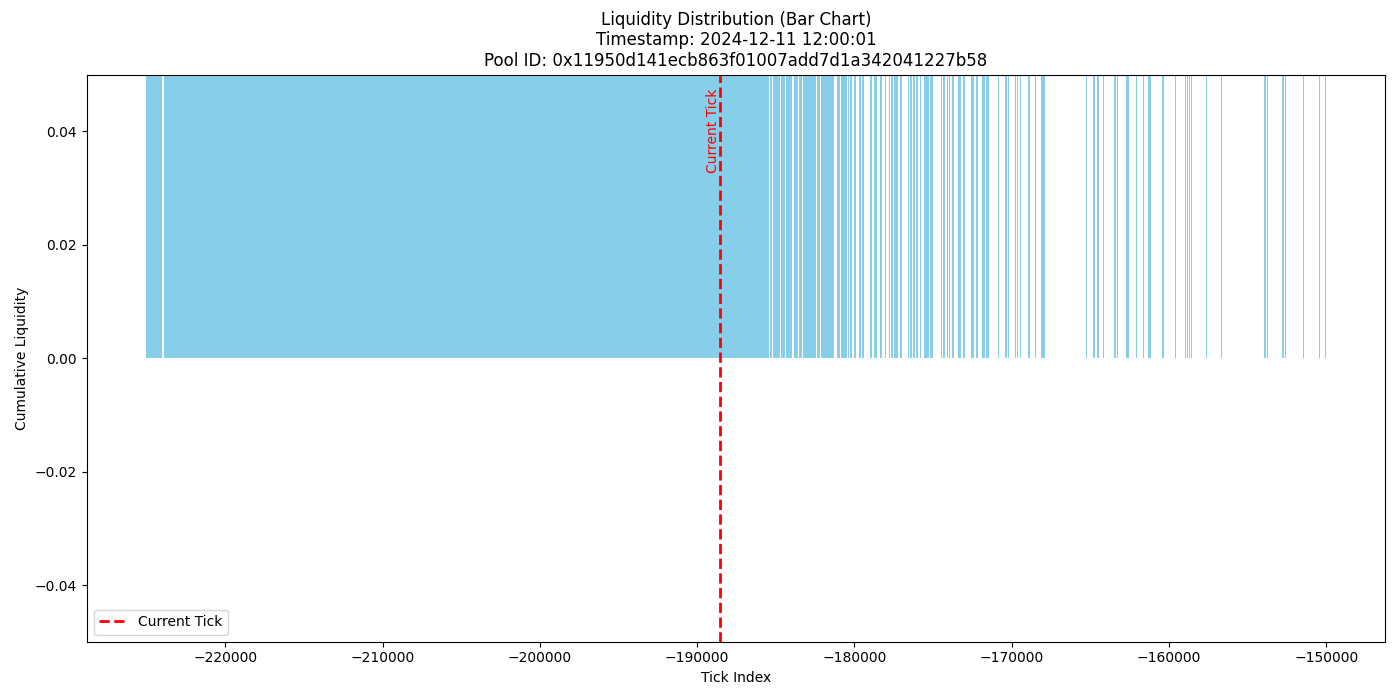 Liquidity Distribution (Bar Chart)
Timestamp: 2024-12-11 12:00:01
Pool ID: 0x11950d141ecb863f01007add7d1a342041227b58
Current Tick
0.04
0.02
0.00
−0.02
−0.04
Cumulative Liquidity
Current Tick
−220000
−210000
−200000
−190000
−180000
−170000
−160000
−150000
Tick Index